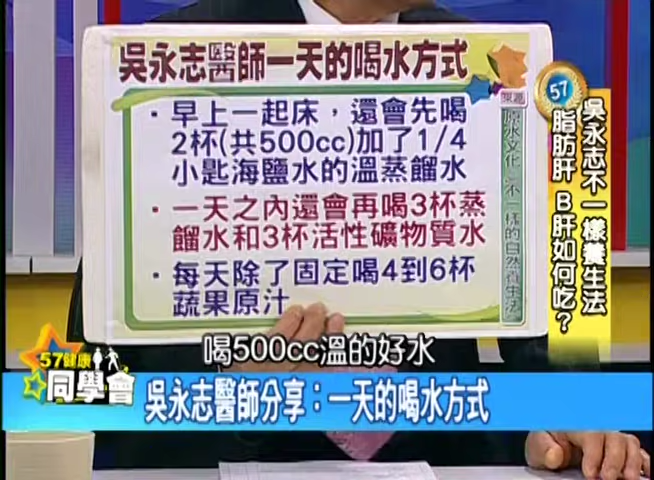 吳永志醫師一天的喝水方式
・早上一起床，還會先喝
2杯(共500cc)加了1/4
小匙海鹽水的溫蒸餾水
・一天之內還會再喝3杯蒸
餾水和3杯活性礦物質水
・每天除了固定喝4到6杯
蔬果原汁
來源
原水文化 不一樣的自然養生法
57
吳永志不一樣養生法
脂肪肝 B肝如何吃？
喝500cc溫的好水
57健康
同學會
吳永志醫師分享：一天的喝水方式